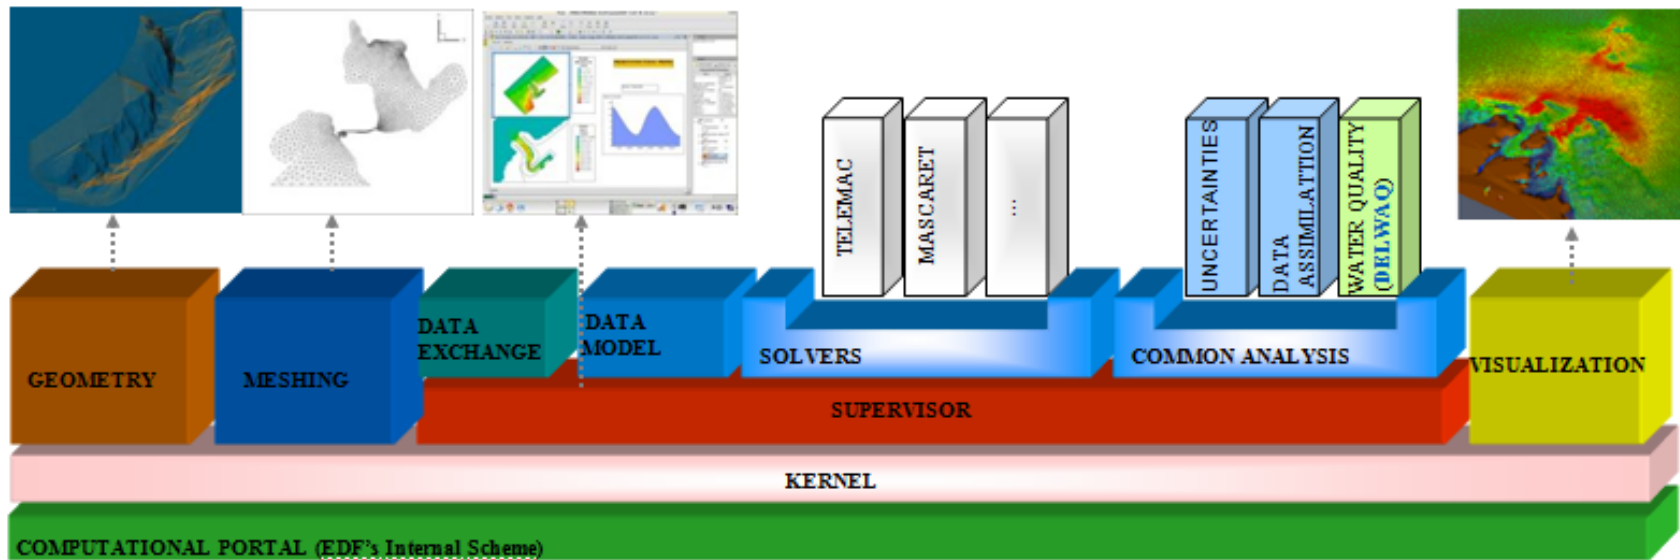 TELEMAC
MASCARET
...
UNCERTAINTIES
DATA
ASSIMILATTION
WATER QUALITY
(DELWAQ)
DATA
EXCHANGE
DATA
MODEL
SOLVERS
COMMON ANALYSIS
GEOMETRY
MESHING
VISUALIZATION
SUPERVISOR
KERNEL
COMPUTATIONAL PORTAL (EDF's Internal Scheme)